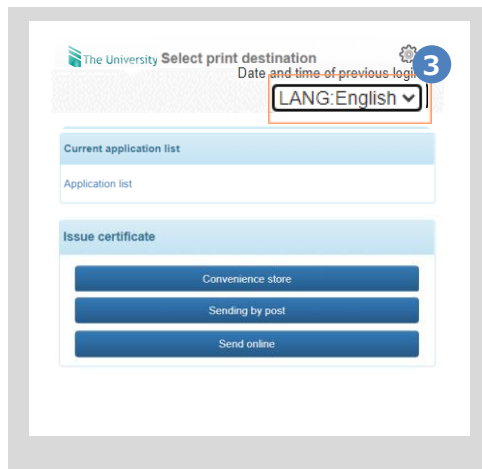 The University Select print destination
Date and time of previous login
3
LANG:English
Current application list
Application list
Issue certificate
Convenience store
Sending by post
Send online